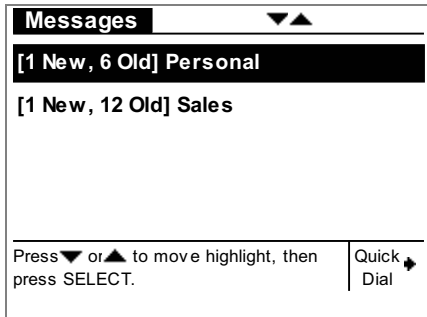 Messages ▼▲
[1 New, 6 Old] Personal
[1 New, 12 Old] Sales
Press ▼ or ▲ to move highlight, then
press SELECT.
Quick
Dial